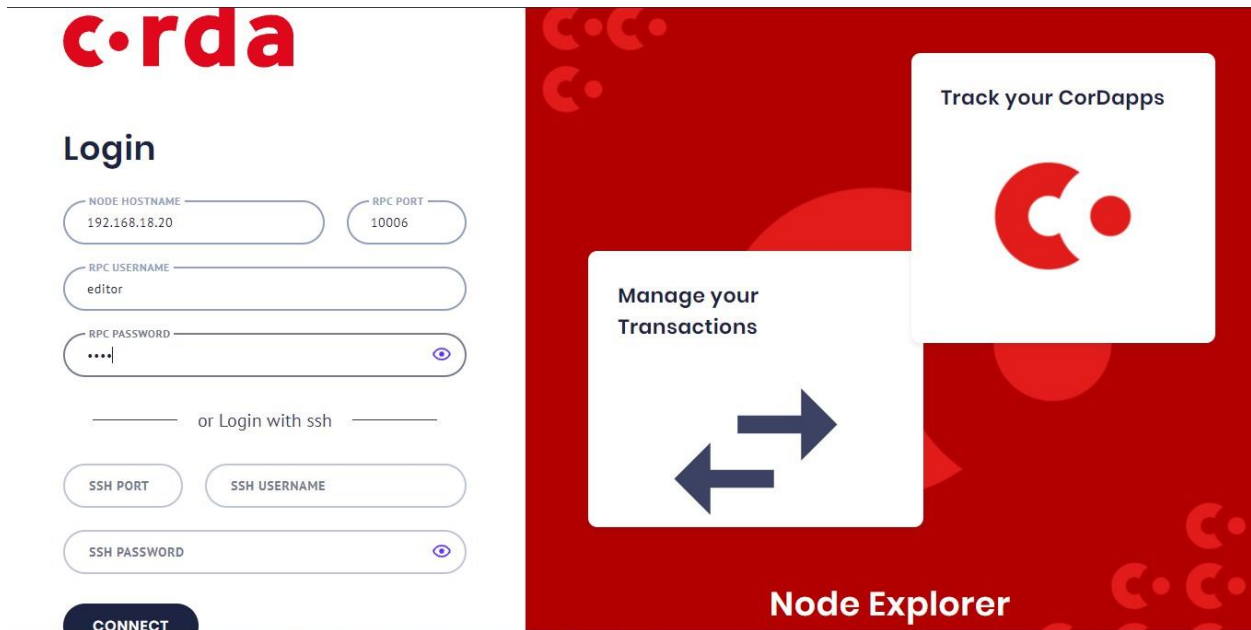 corda
Login
NODE HOSTNAME
192.168.18.20
RPC PORT
10006
RPC USERNAME
editor
RPC PASSWORD
••••
or Login with ssh
SSH PORT
SSH USERNAME
SSH PASSWORD
CONNECT
Track your CorDapps
Manage your
Transactions
Node Explorer